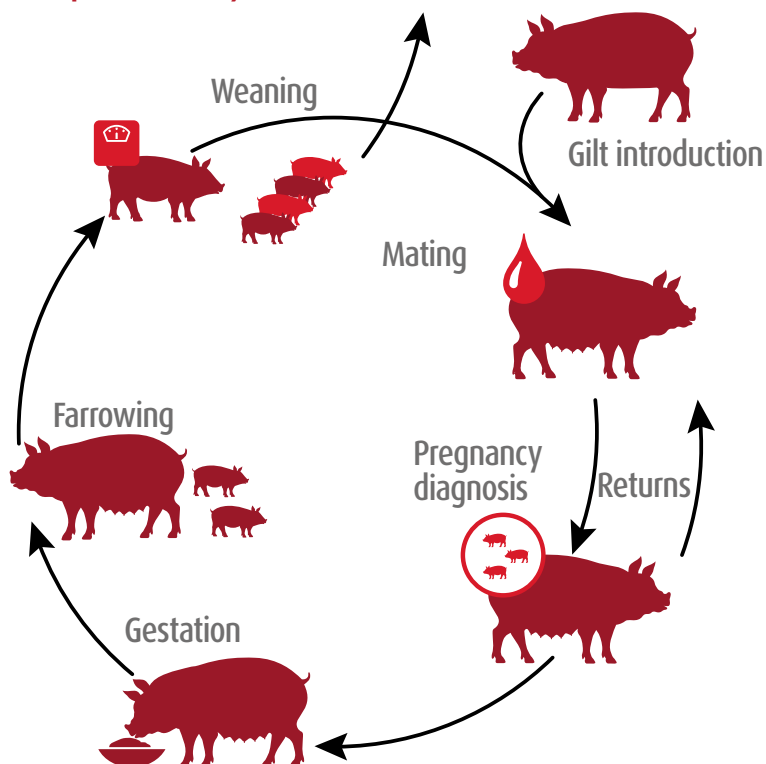 Weaning
Gilt introduction
Mating
Farrowing
Pregnancy
diagnosis
Returns
Gestation